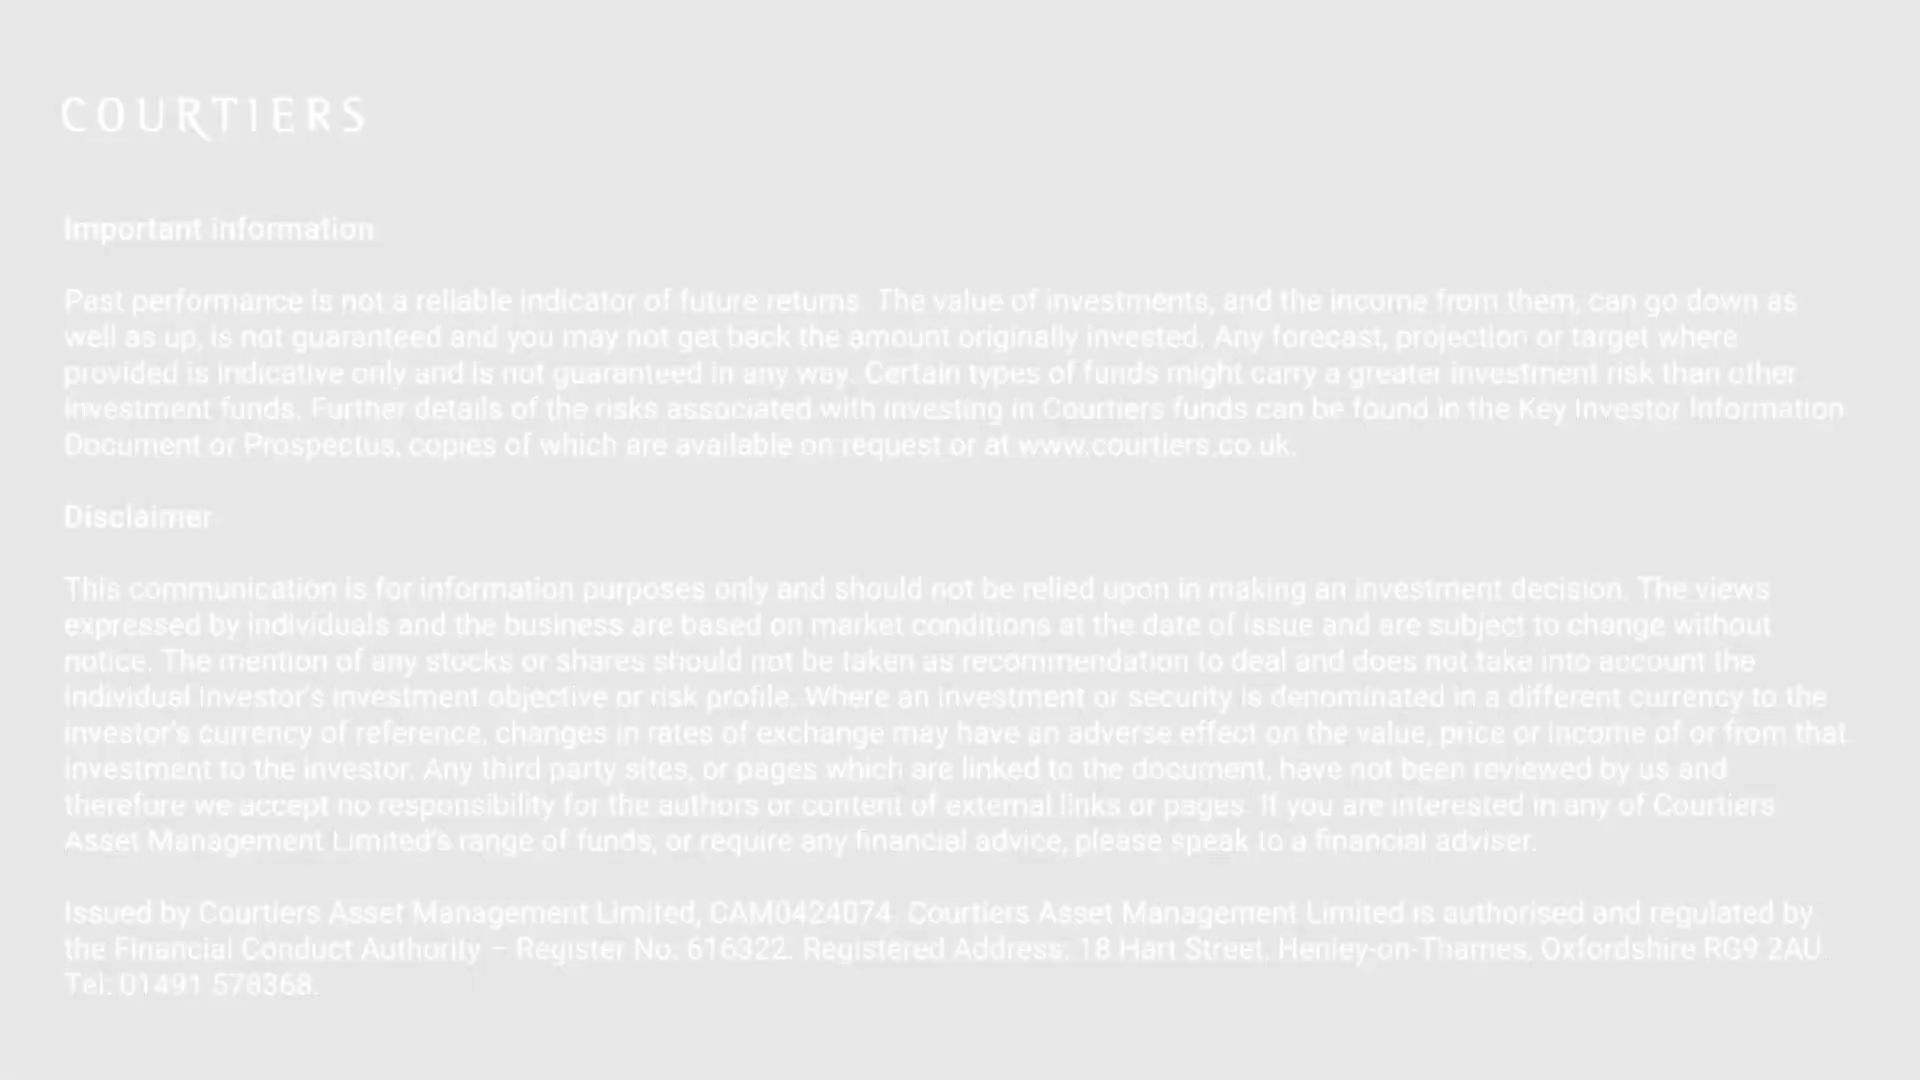 COURTIERS
Important information
Past performance is not a reliable indicator of future returns. The value of investments, and the income from them, can go down as
well as up, is not guaranteed and you may not get back the amount originally invested. Any forecast, projection or target where
provided is indicative only and is not guaranteed in any way. Certain types of funds might carry a greater investment risk than other
investment funds. Further details of the risks associated with investing in Courtiers funds can be found in the Key Investor Information
Document or Prospectus, copies of which are available on request or at www.courtiers.co.uk.
Disclaimer
This communication is for information purposes only and should not be relied upon in making an investment decision. The views
expressed by individuals and the business are based on market conditions at the date of issue and are subject to change without
notice. The mention of any stocks or shares should not be taken as recommendation to deal and does not take into account the
individual investor's investment objective or risk profile. Where an investment or security is denominated in a different currency to the
investor's currency of reference, changes in rates of exchange may have an adverse effect on the value, price or income of or from that
investment to the investor. Any third party sites, or pages which are linked to the document, have not been reviewed by us and
therefore we accept no responsibility for the authors or content of external links or pages. If you are interested in any of Courtiers
Asset Management Limited's range of funds, or require any financial advice, please speak to a financial adviser.
Issued by Courtiers Asset Management Limited, CAM0424074. Courtiers Asset Management Limited is authorised and regulated by
the Financial Conduct Authority – Register No. 616322. Registered Address: 18 Hart Street, Henley-on-Thames, Oxfordshire RG9 2AU.
Tel: 01491 578368.